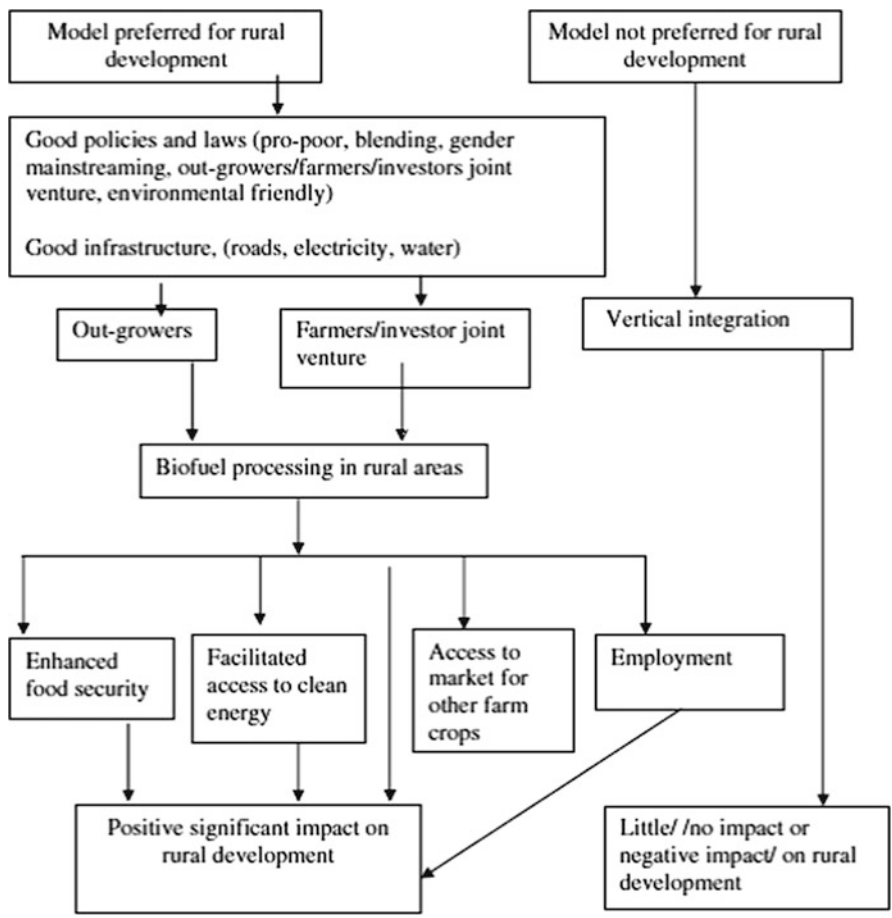 Model preferred for rural
development
Model not preferred for rural
development
Good policies and laws (pro-poor, blending, gender
mainstreaming, out-growers/farmers/investors joint
venture, environmental friendly)
Good infrastructure, (roads, electricity, water)
Out-growers
Farmers/investor joint
venture
Vertical integration
Biofuel processing in rural areas
Enhanced
food security
Facilitated
access to clean
energy
Access to
market for
other farm
crops
Employment
Positive significant impact on
rural development
Little/ /no impact or
negative impact/ on rural
development